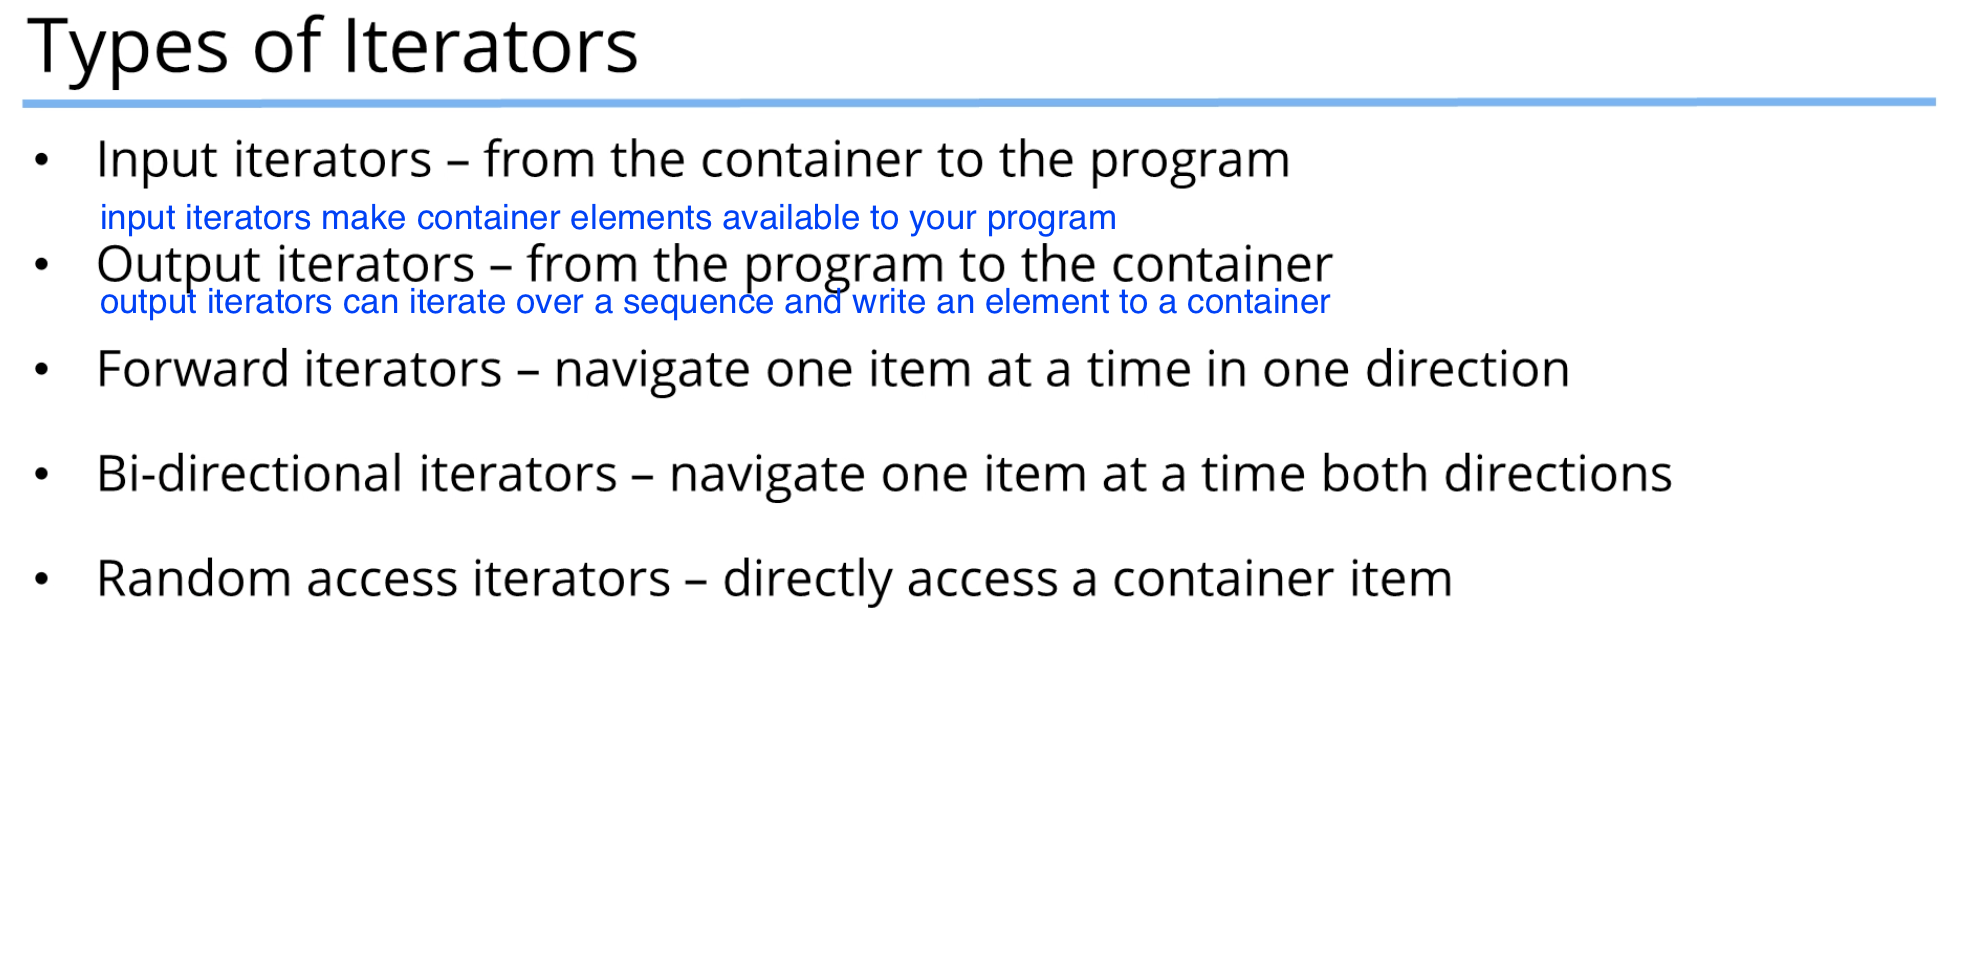 Types of Iterators
• Input iterators – from the container to the program
input iterators make container elements available to your program
• Output iterators – from the program to the container
output iterators can iterate over a sequence and write an element to a container
• Forward iterators – navigate one item at a time in one direction
• Bi-directional iterators – navigate one item at a time both directions
• Random access iterators – directly access a container item